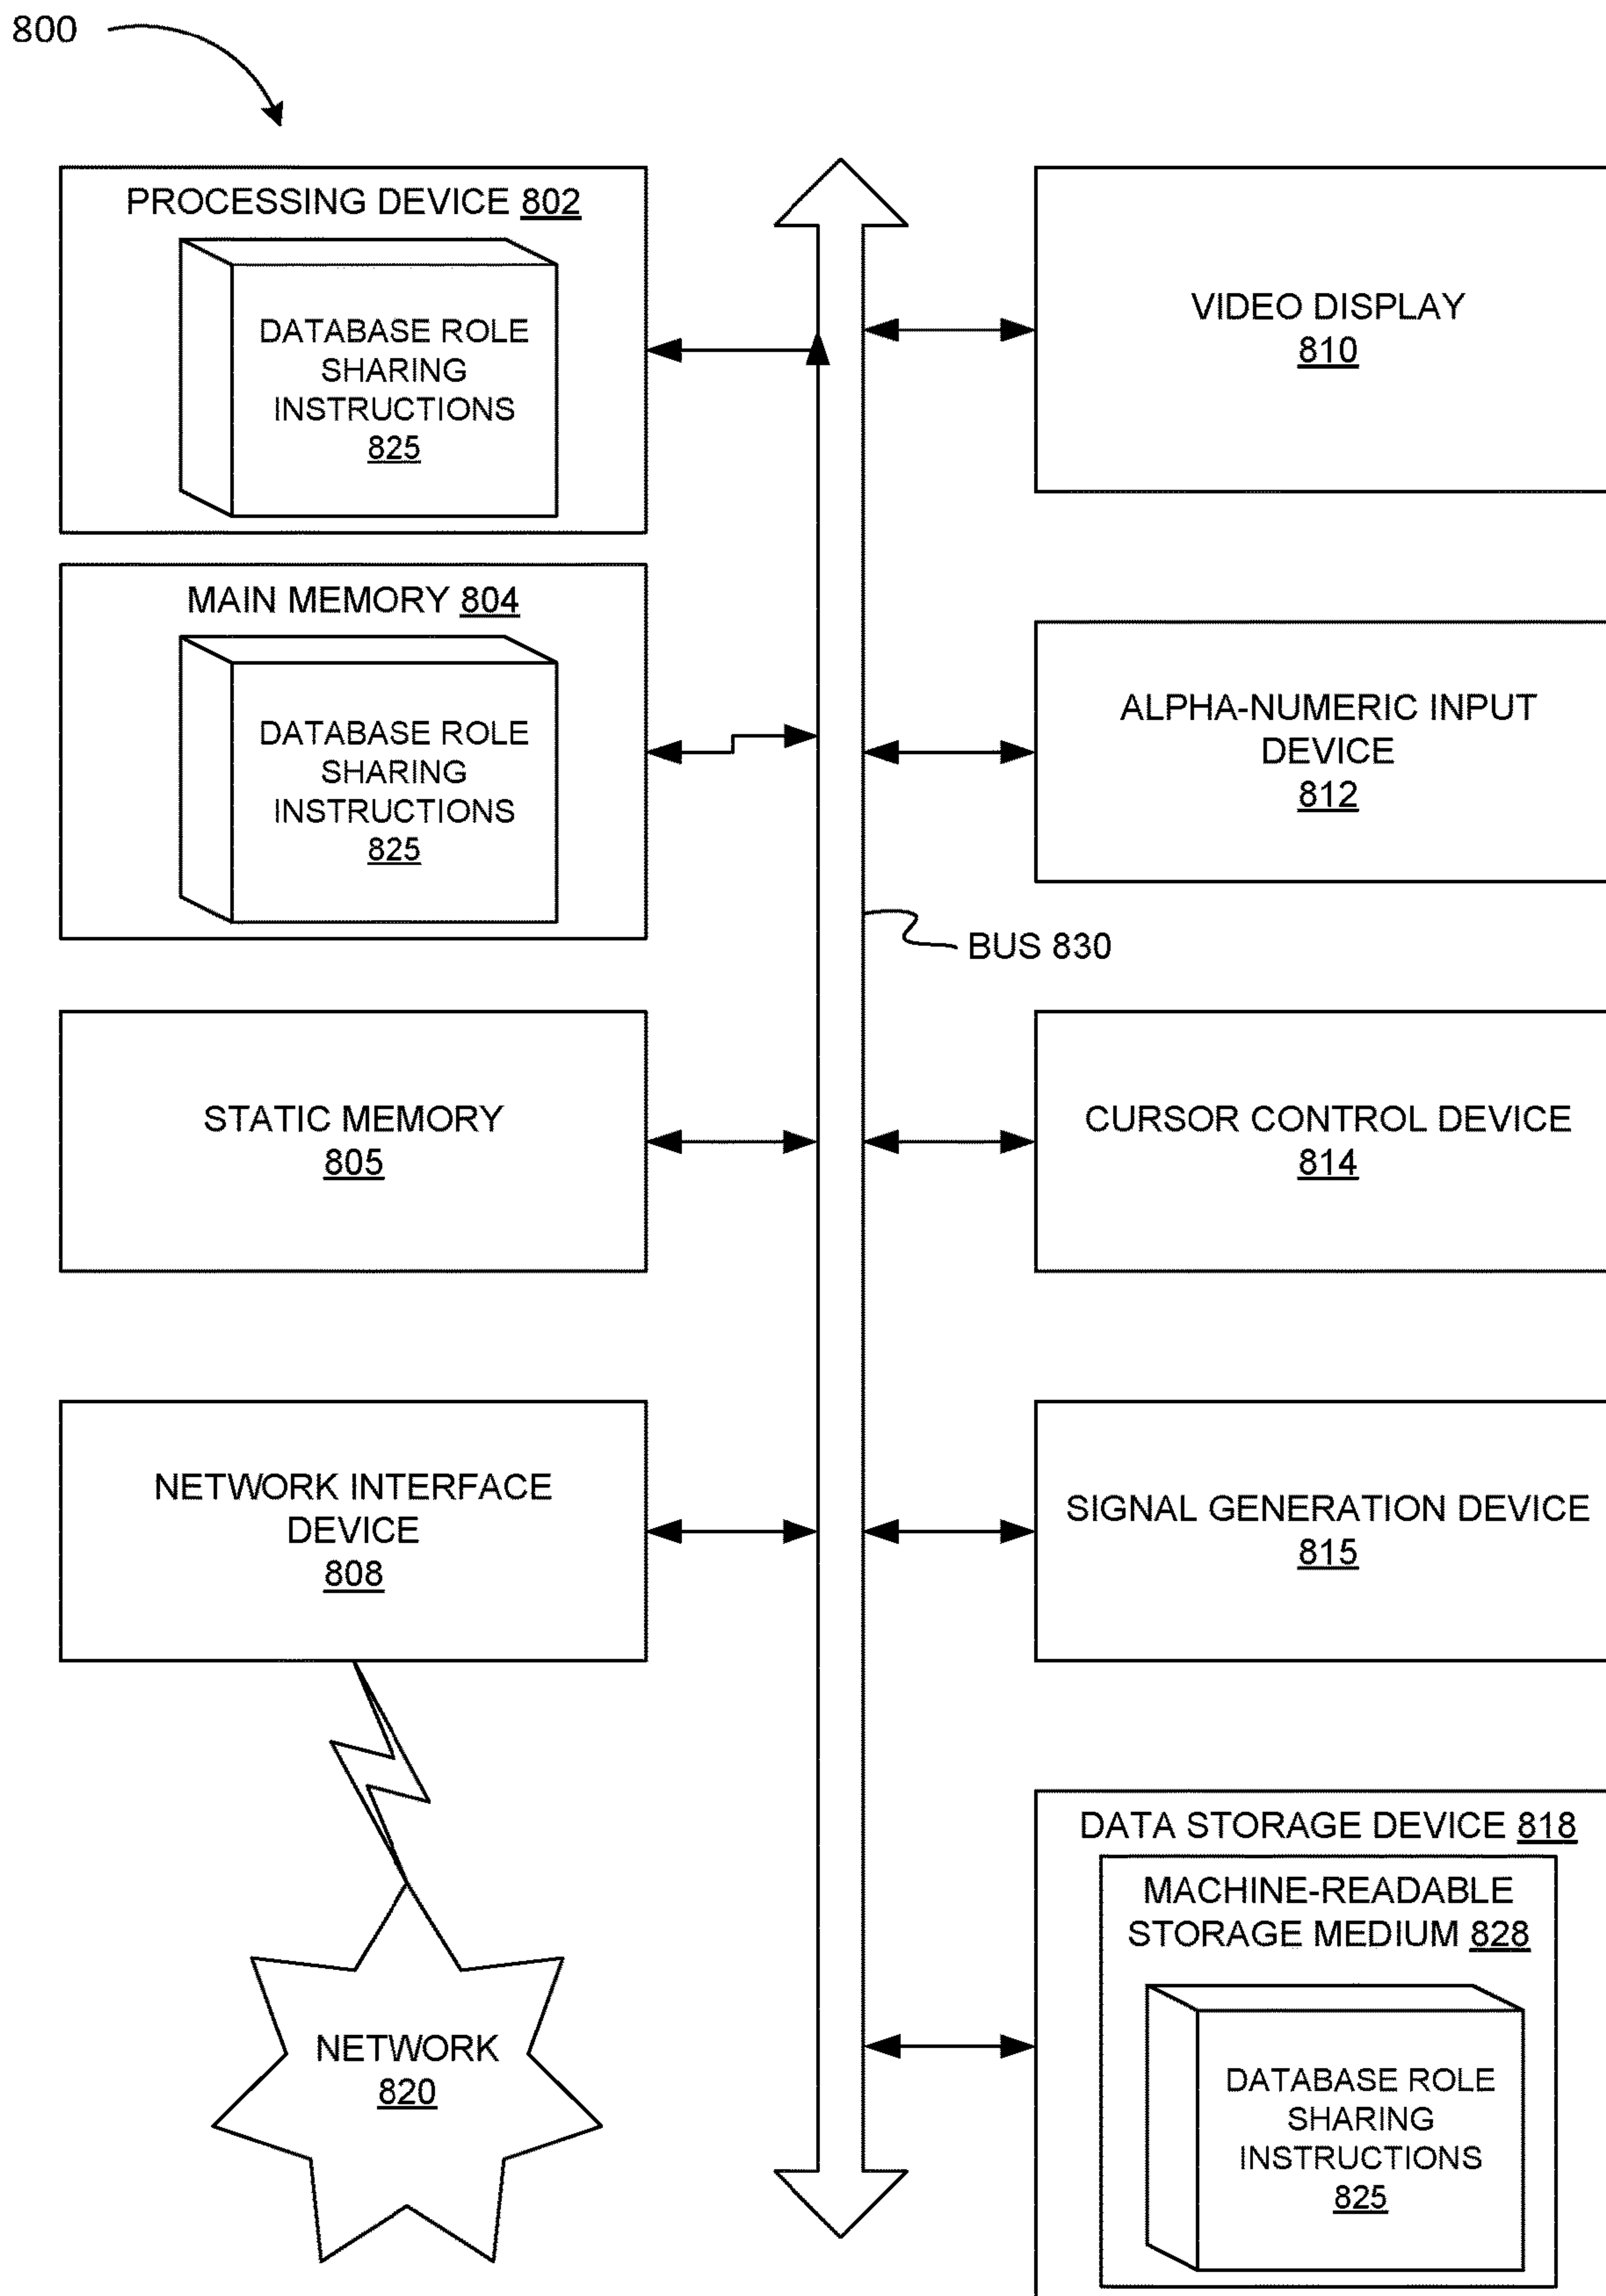 800
PROCESSING DEVICE 802
DATABASE ROLE
SHARING
INSTRUCTIONS
825
MAIN MEMORY 804
DATABASE ROLE
SHARING
INSTRUCTIONS
825
STATIC MEMORY
805
NETWORK INTERFACE
DEVICE
808
NETWORK
820
VIDEO DISPLAY
810
ALPHA-NUMERIC INPUT
DEVICE
812
BUS 830
CURSOR CONTROL DEVICE
814
SIGNAL GENERATION DEVICE
815
DATA STORAGE DEVICE 818
MACHINE-READABLE
STORAGE MEDIUM 828
DATABASE ROLE
SHARING
INSTRUCTIONS
825